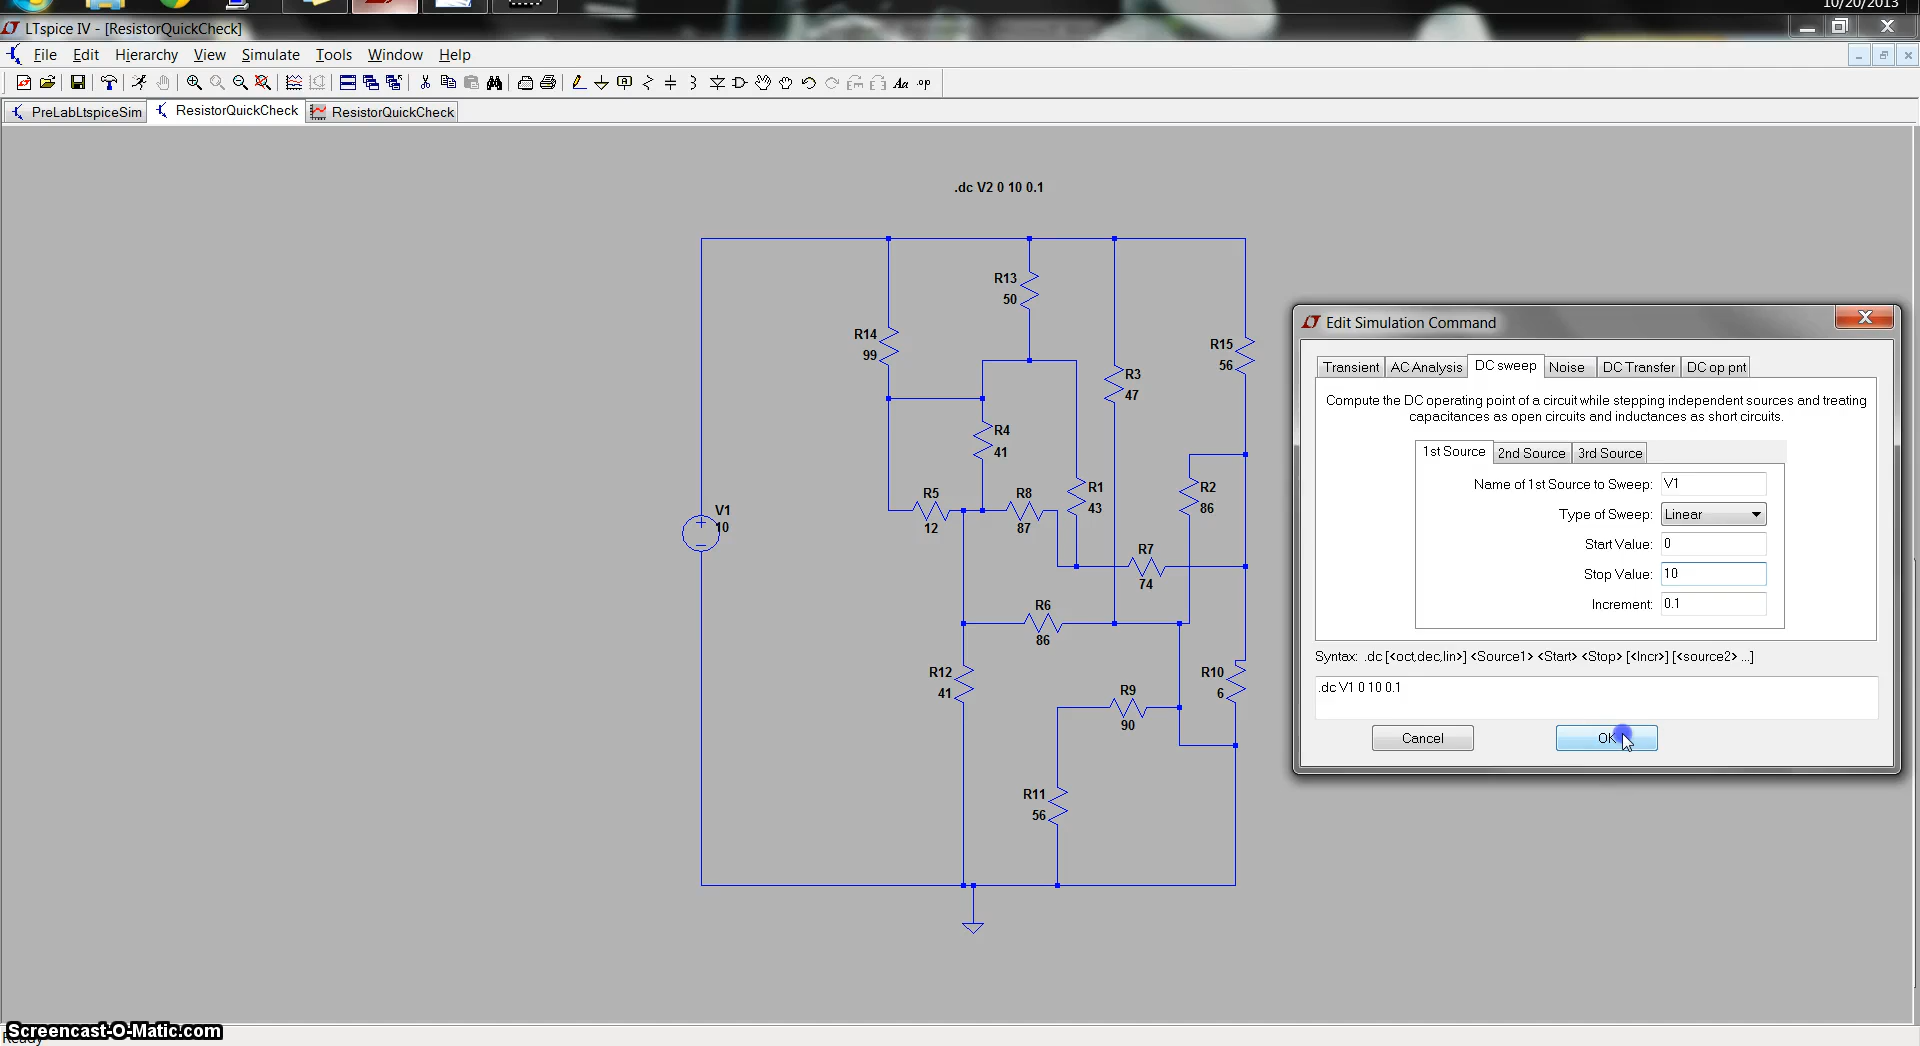 10/20/2013
LTspice IV - [ResistorQuickCheck]
File Edit Hierarchy View Simulate Tools Window Help
Aa .op
PreLabLtspiceSim ResistorQuickCheck ResistorQuickCheck
.dc V2 0 10 0.1
R13
50
R14
99
R15
56
R3
47
R4
41
R5
12
R8
87
R1
43
R2
86
V1
10
R7
74
R6
86
R12
41
R10
6
R9
90
R11
56
Edit Simulation Command
Transient AC Analysis DC sweep Noise DC Transfer DC op pnt
Compute the DC operating point of a circuit while stepping independent sources and treating
capacitances as open circuits and inductances as short circuits.
1st Source 2nd Source 3rd Source
Name of 1st Source to Sweep: V1
Type of Sweep: Linear
Start Value: 0
Stop Value: 10
Increment: 0.1
Syntax: .dc [<oct,dec,lin>] <Source1> <Start> <Stop> [<Incr>] [<source2> ...]
.dc V1 0 10 0.1
Cancel OK
Screencast-O-Matic.com
Ready